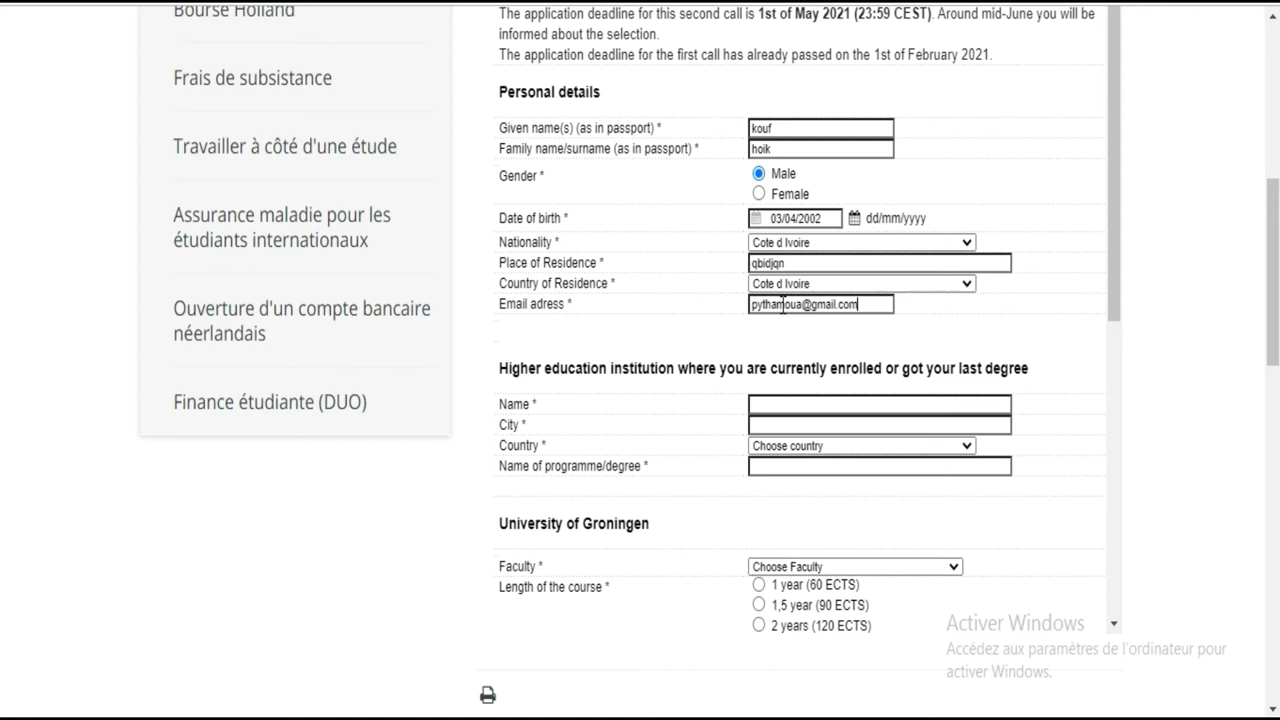 Bourse Holland
Frais de subsistance
Travailler à côté d'une étude
Assurance maladie pour les
étudiants internationaux
Ouverture d'un compte bancaire
néerlandais
Finance étudiante (DUO)
The application deadline for this second call is 1st of May 2021 (23:59 CEST). Around mid-June you will be
informed about the selection.
The application deadline for the first call has already passed on the 1st of February 2021.
Personal details
Given name(s) (as in passport) * kouf
Family name/surname (as in passport) * hoik
Gender * Male
Female
Date of birth * 03/04/2002 dd/mm/yyyy
Nationality * Cote d Ivoire
Place of Residence * qbidjqn
Country of Residence * Cote d Ivoire
Email adress * pythamoua@gmail.com
Higher education institution where you are currently enrolled or got your last degree
Name *
City *
Country * Choose country
Name of programme/degree *
University of Groningen
Faculty * Choose Faculty
Length of the course * 1 year (60 ECTS)
1,5 year (90 ECTS)
2 years (120 ECTS)
Activer Windows
Accédez aux paramètres de l'ordinateur pour
activer Windows.